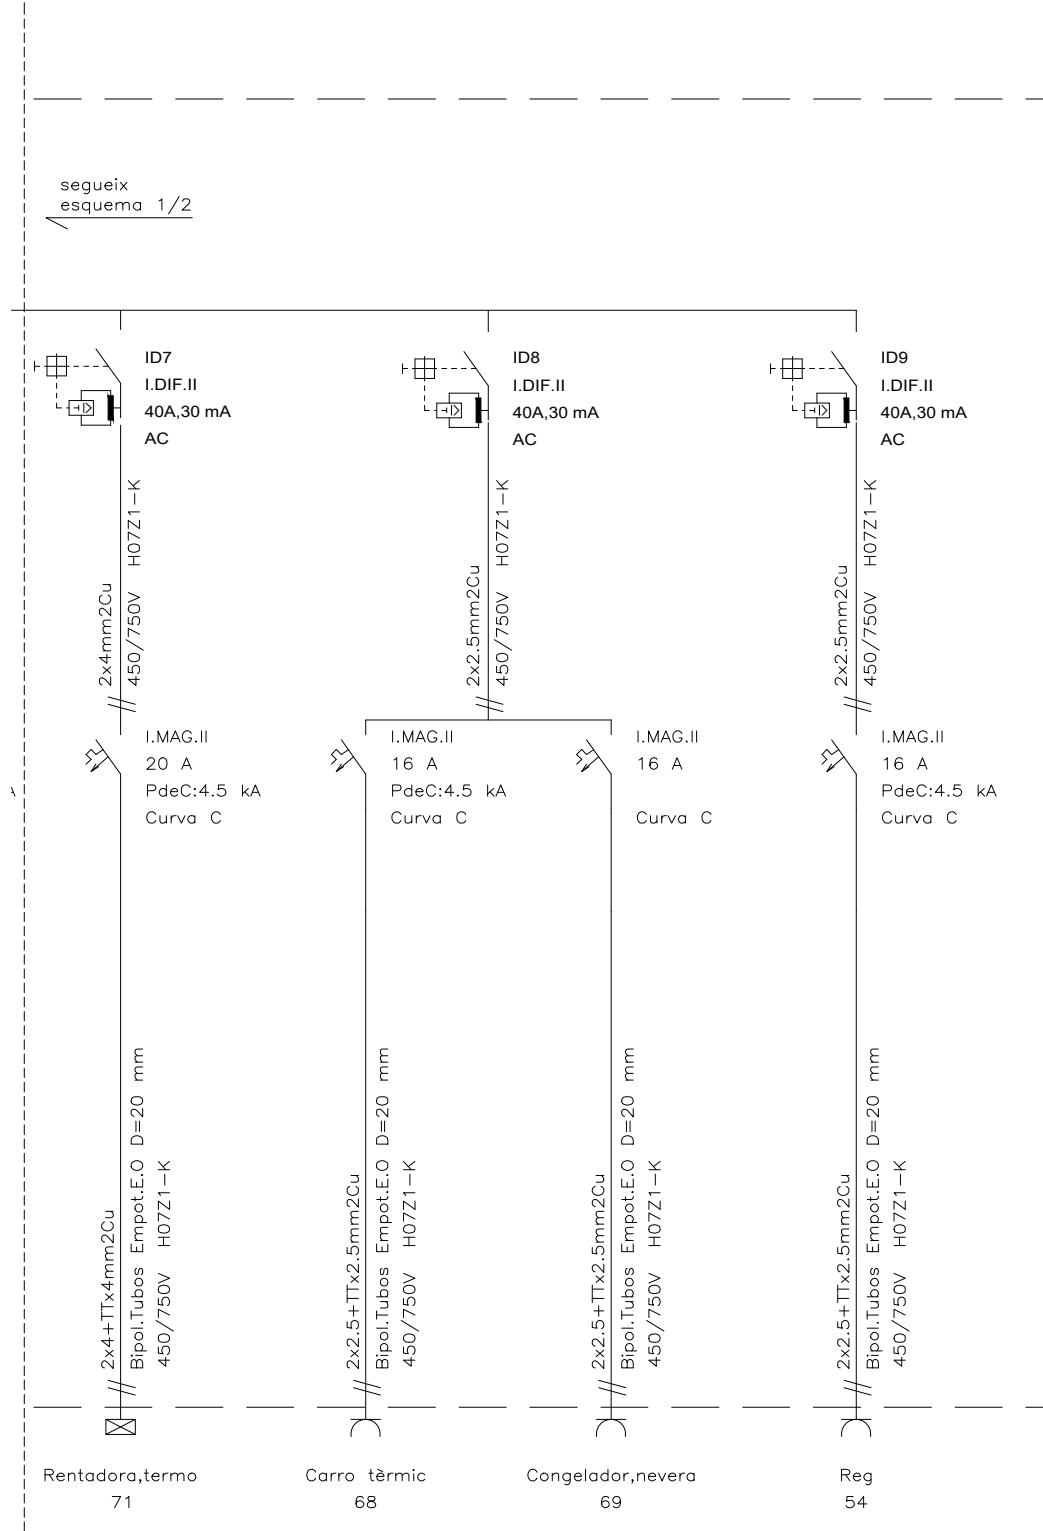 segueix
esquema 1/2
ID7
I.DIF.II
40A,30 mA
AC
ID8
I.DIF.II
40A,30 mA
AC
ID9
I.DIF.II
40A,30 mA
AC
2x4mm2Cu
450/750V H07Z1-K
2x2.5mm2Cu
450/750V H07Z1-K
2x2.5mm2Cu
450/750V H07Z1-K
I.MAG.II
20 A
PdeC:4.5 kA
Curva C
I.MAG.II
16 A
PdeC:4.5 kA
Curva C
I.MAG.II
16 A
Curva C
I.MAG.II
16 A
PdeC:4.5 kA
Curva C
2x4+TTx4mm2Cu
Bipol.Tubos Empot.E.O D=20 mm
450/750V H07Z1-K
2x2.5+TTx2.5mm2Cu
Bipol.Tubos Empot.E.O D=20 mm
450/750V H07Z1-K
2x2.5+TTx2.5mm2Cu
Bipol.Tubos Empot.E.O D=20 mm
450/750V H07Z1-K
2x2.5+TTx2.5mm2Cu
Bipol.Tubos Empot.E.O D=20 mm
450/750V H07Z1-K
Rentadora,termo
71
Carro tèrmic
68
Congelador,nevera
69
Reg
54